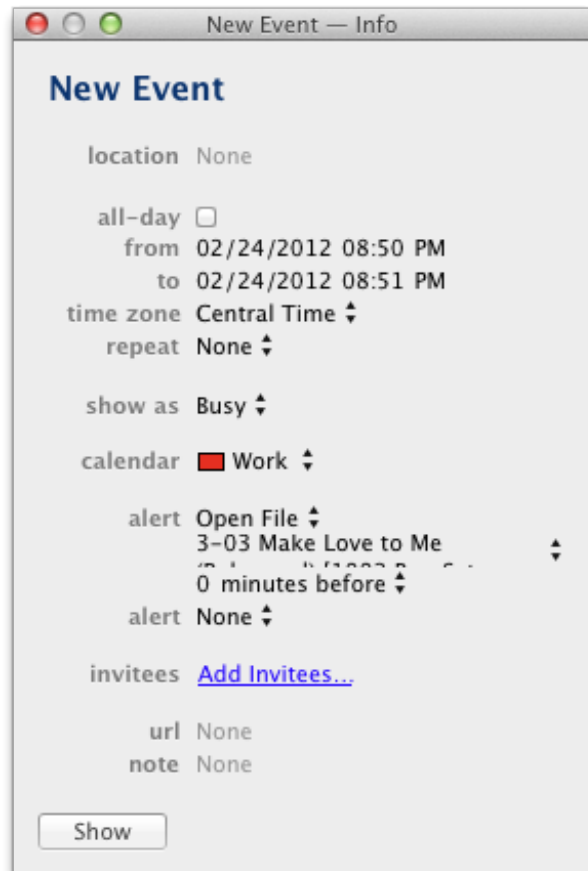 New Event — Info
New Event
location None
all-day
from 02/24/2012 08:50 PM
to 02/24/2012 08:51 PM
time zone Central Time
repeat None
show as Busy
calendar Work
alert Open File
3-03 Make Love to Me
0 minutes before
alert None
invitees Add Invitees...
url None
note None
Show